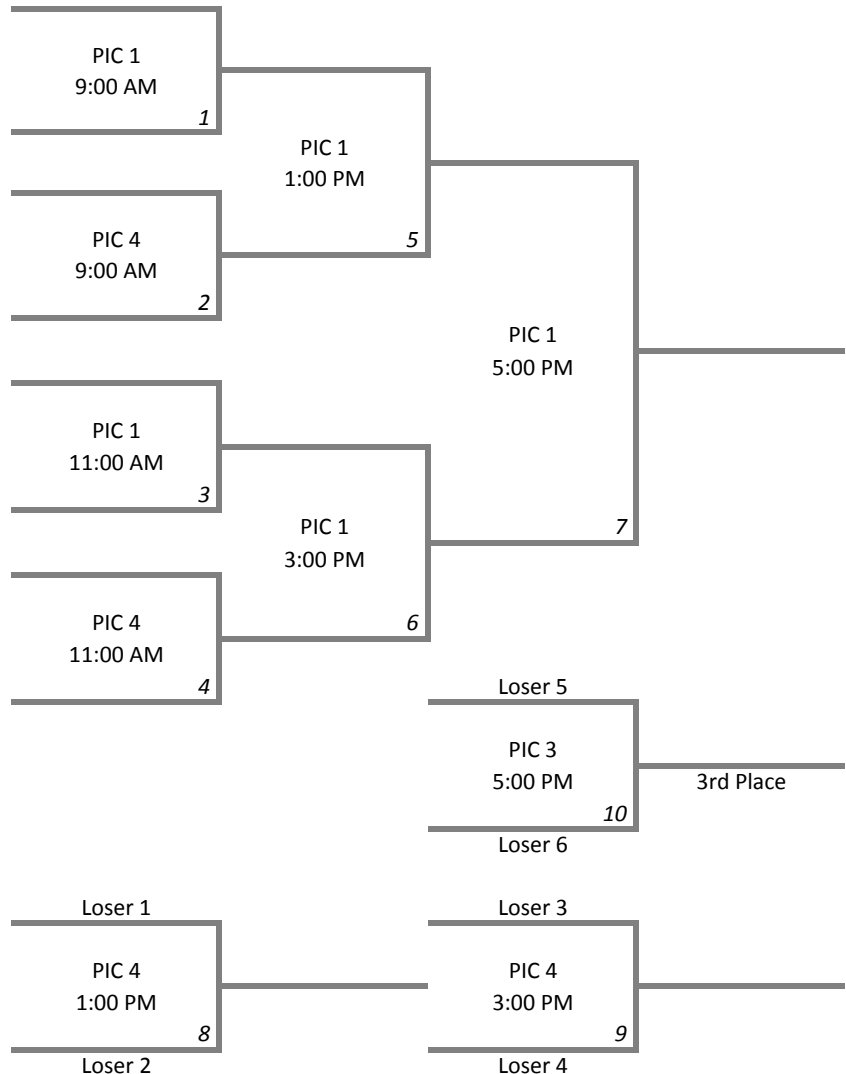 PIC 1
9:00 AM
1
PIC 1
1:00 PM
5
PIC 4
9:00 AM
2
PIC 1
5:00 PM
7
PIC 1
11:00 AM
3
PIC 1
3:00 PM
6
PIC 4
11:00 AM
4
Loser 5
PIC 3
5:00 PM
10
3rd Place
Loser 6
Loser 1
PIC 4
1:00 PM
8
Loser 2
Loser 3
PIC 4
3:00 PM
9
Loser 4